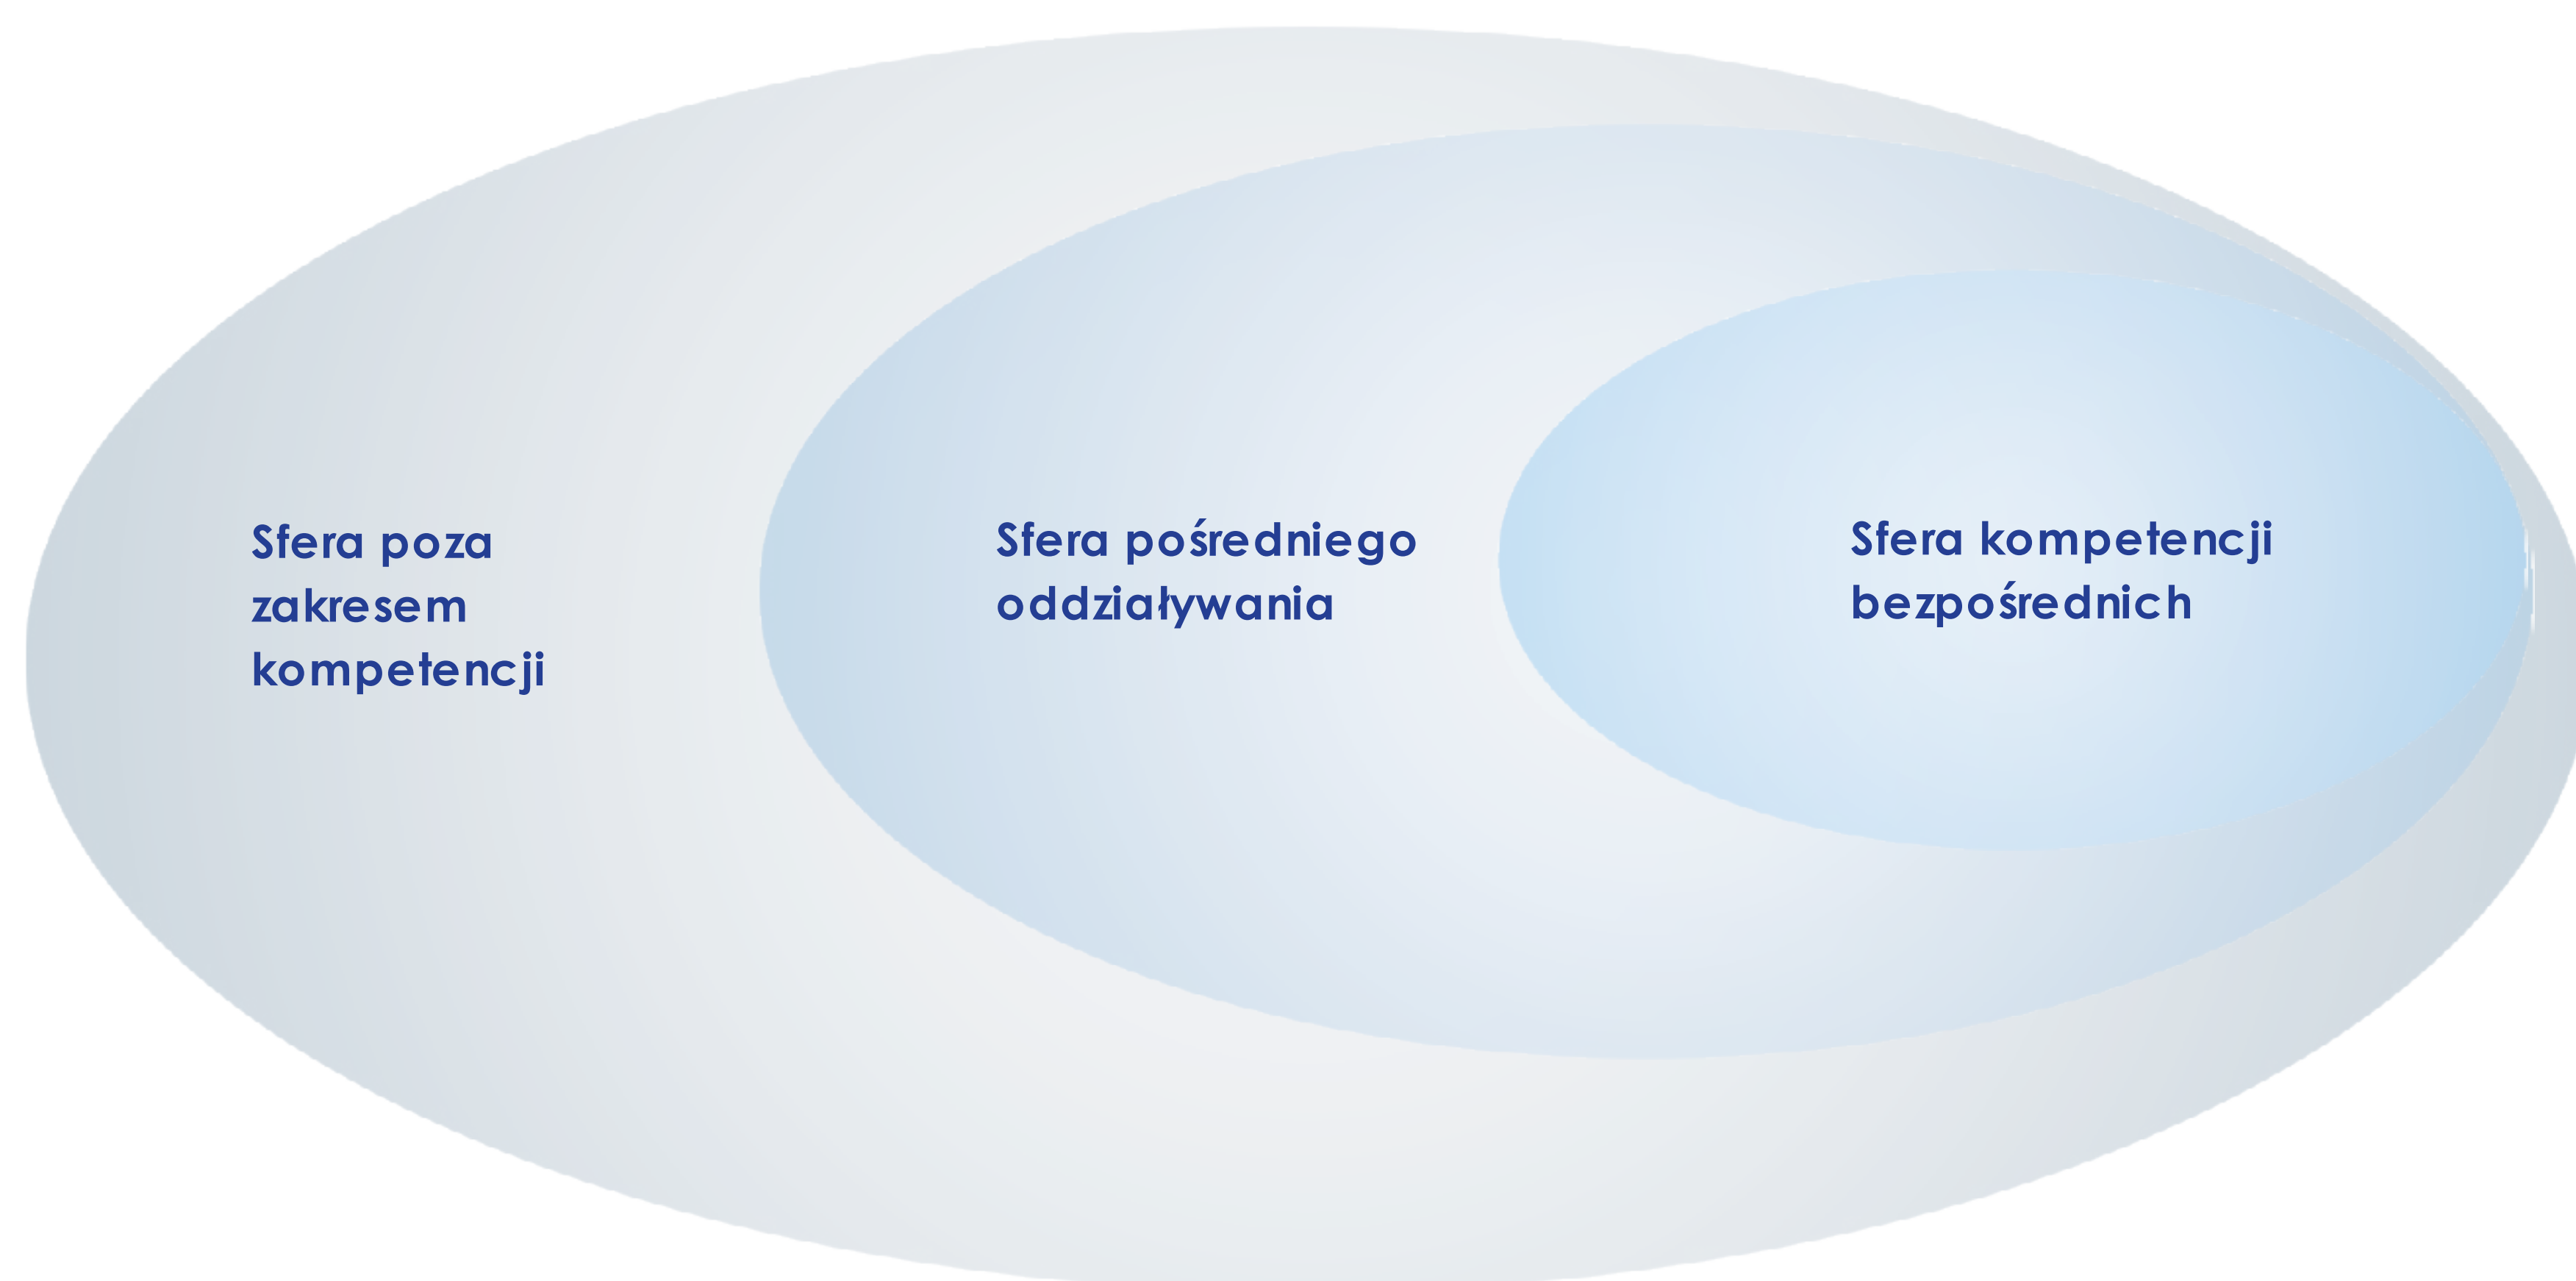 Sfera poza
zakresem
kompetencji
Sfera pośredniego
oddziaływania
Sfera kompetencji
bezpośrednich